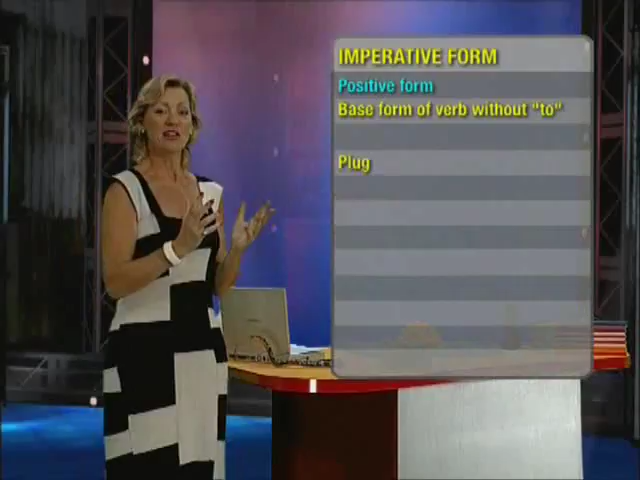 IMPERATIVE FORM
Positive form
Base form of verb without "to"
Plug